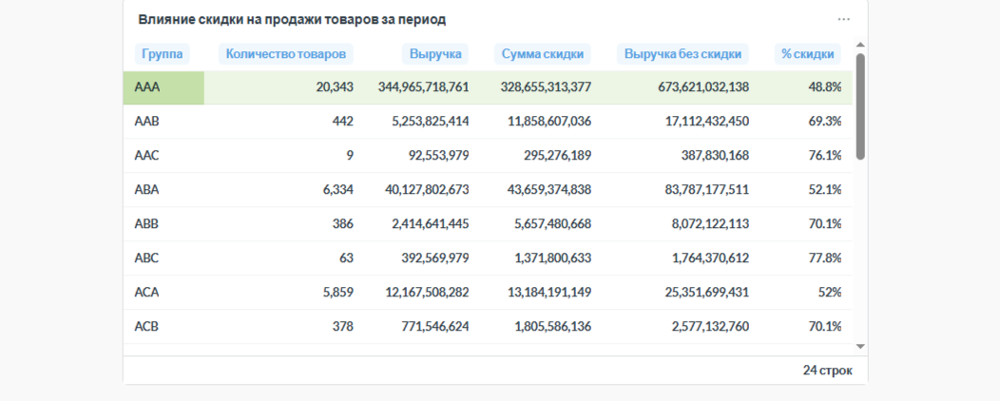 Влияние скидки на продажи товаров за период
Группа Количество товаров Выручка Сумма скидки Выручка без скидки % скидки
AAA 20,343 344,965,718,761 328,655,313,377 673,621,032,138 48.8%
AAB 442 5,253,825,414 11,858,607,036 17,112,432,450 69.3%
AAC 9 92,553,979 295,276,189 387,830,168 76.1%
ABA 6,334 40,127,802,673 43,659,374,838 83,787,177,511 52.1%
ABB 386 2,414,641,445 5,657,480,668 8,072,122,113 70.1%
ABC 63 392,569,979 1,371,800,633 1,764,370,612 77.8%
ACA 5,859 12,167,508,282 13,184,191,149 25,351,699,431 52%
ACB 378 771,546,624 1,805,586,136 2,577,132,760 70.1%
24 строк